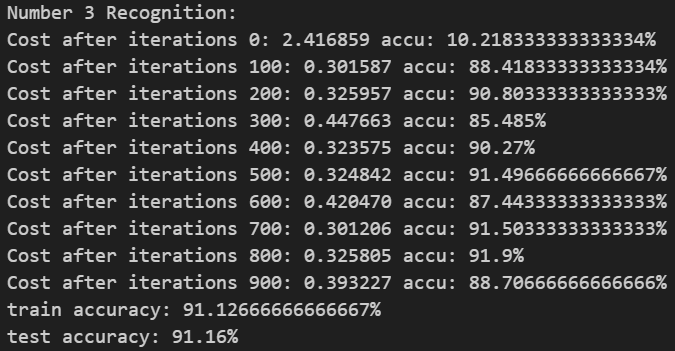 Number 3 Recognition:
Cost after iterations 0: 2.416859 accu: 10.218333333333334%
Cost after iterations 100: 0.301587 accu: 88.41833333333334%
Cost after iterations 200: 0.325957 accu: 90.80333333333333%
Cost after iterations 300: 0.447663 accu: 85.485%
Cost after iterations 400: 0.323575 accu: 90.27%
Cost after iterations 500: 0.324842 accu: 91.49666666666667%
Cost after iterations 600: 0.420470 accu: 87.44333333333333%
Cost after iterations 700: 0.301206 accu: 91.50333333333333%
Cost after iterations 800: 0.325805 accu: 91.9%
Cost after iterations 900: 0.393227 accu: 88.70666666666666%
train accuracy: 91.12666666666667%
test accuracy: 91.16%